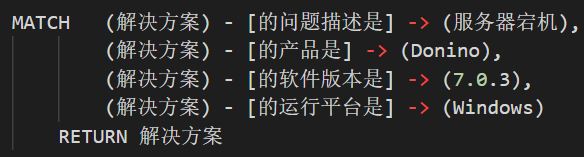 MATCH (解决方案) - [的问题描述是] -> (服务器宕机),
(解决方案) - [的产品是] -> (Donino),
(解决方案) - [的软件版本是] -> (7.0.3),
(解决方案) - [的运行平台是] -> (Windows)
RETURN 解决方案